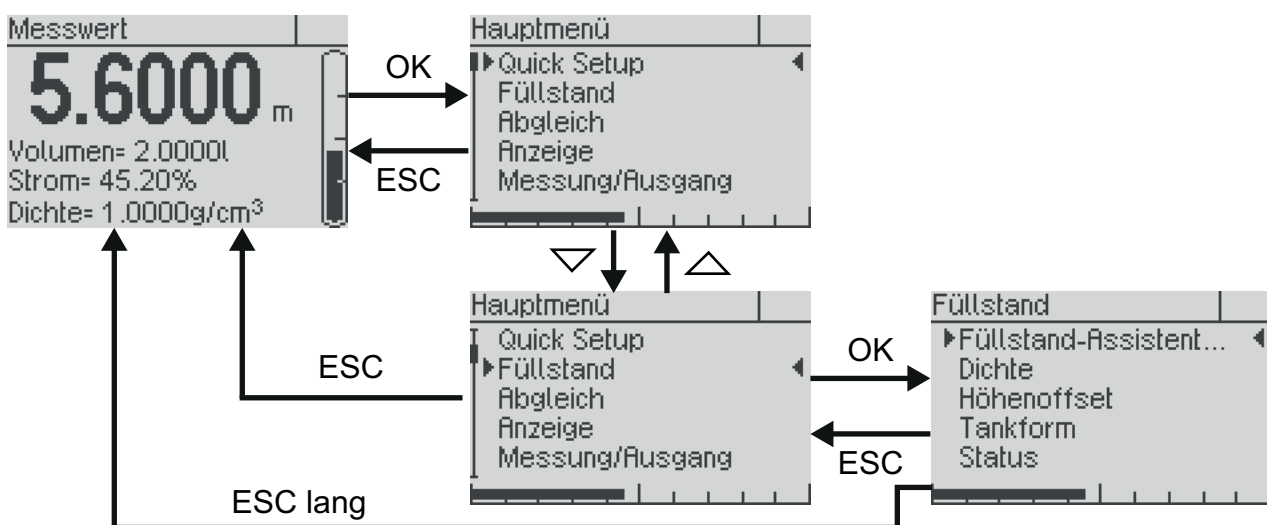 Messwert
5.6000 m
Volumen= 2.0000l
Strom= 45.20%
Dichte= 1.0000g/cm³
OK
ESC
Hauptmenü
Quick Setup
Füllstand
Abgleich
Anzeige
Messung/Ausgang
Hauptmenü
Quick Setup
Füllstand
Abgleich
Anzeige
Messung/Ausgang
ESC
OK
ESC
Füllstand
Füllstand-Assistent...
Dichte
Höhenoffset
Tankform
Status
ESC lang